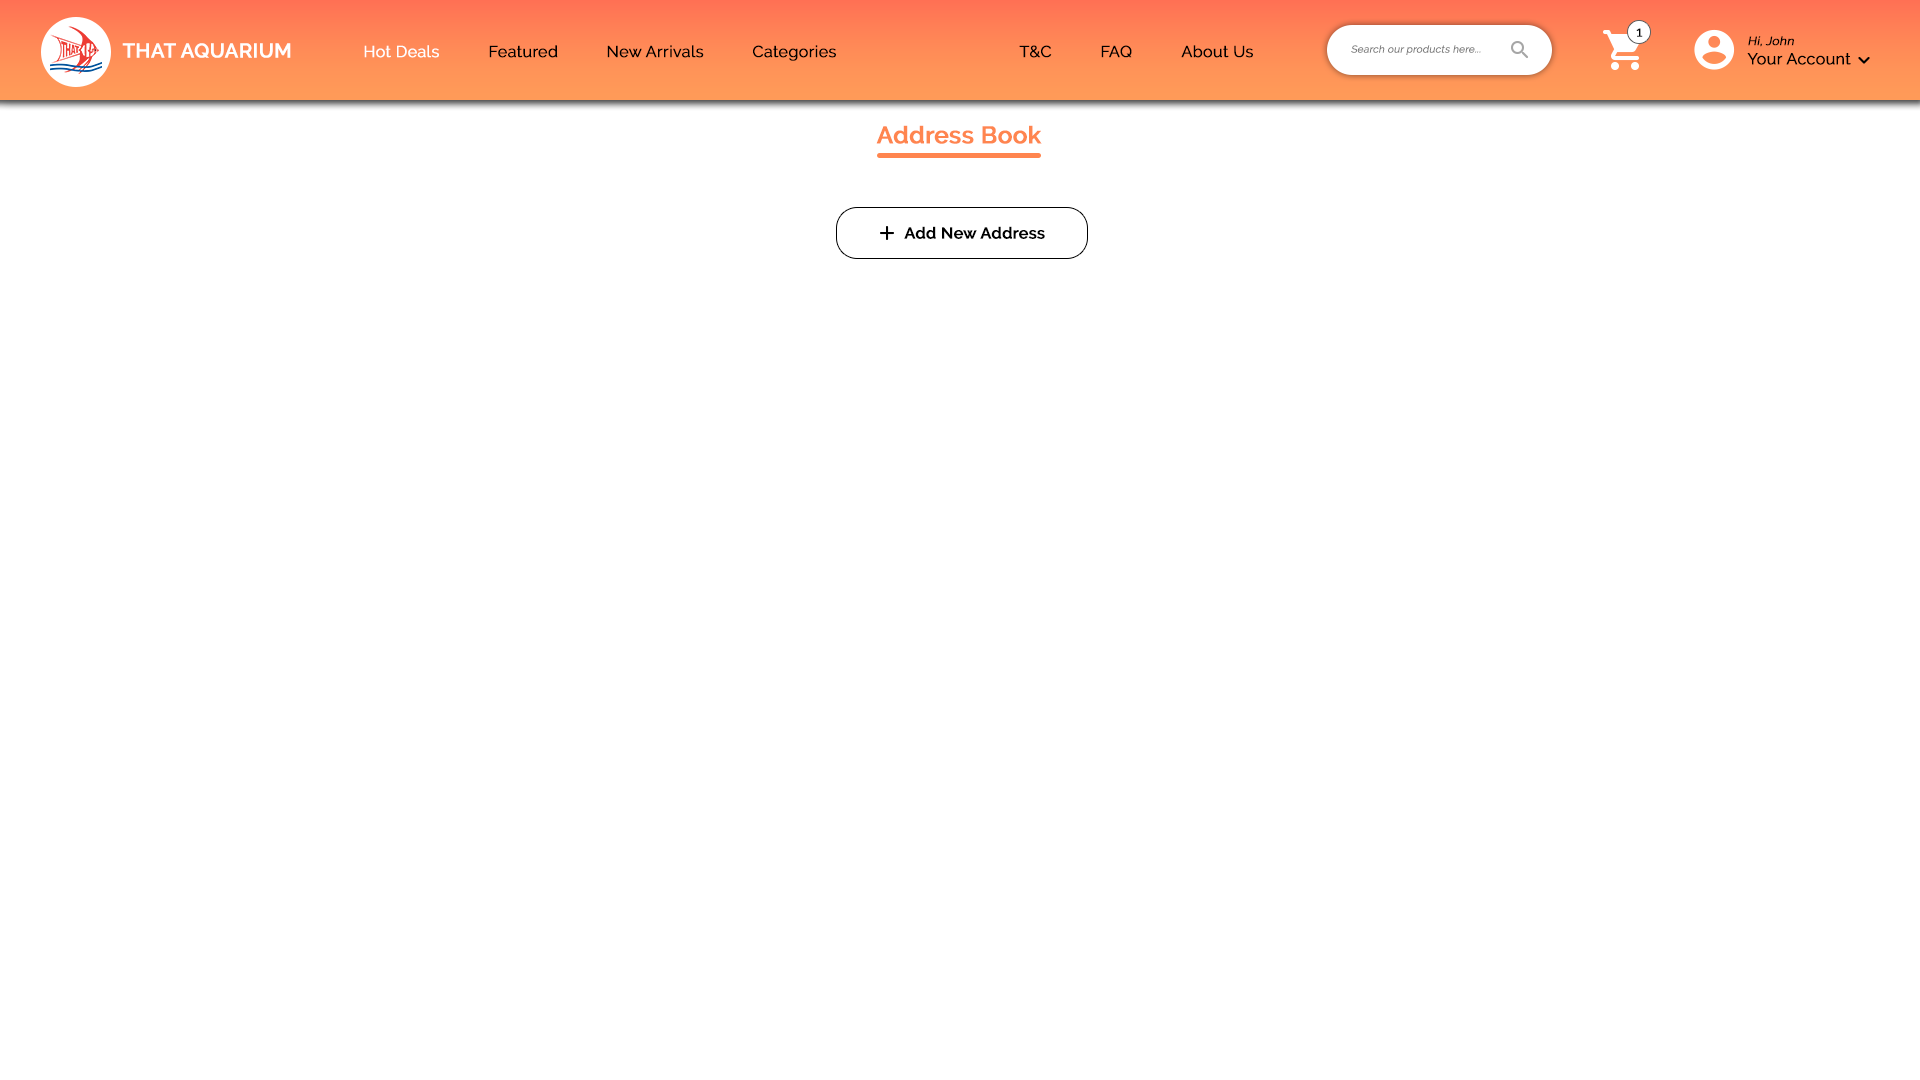 THAT AQUARIUM
Hot Deals
Featured
New Arrivals
Categories
T&C
FAQ
About Us
Search our products here...
1
Hi, John
Your Account
Address Book
Add New Address